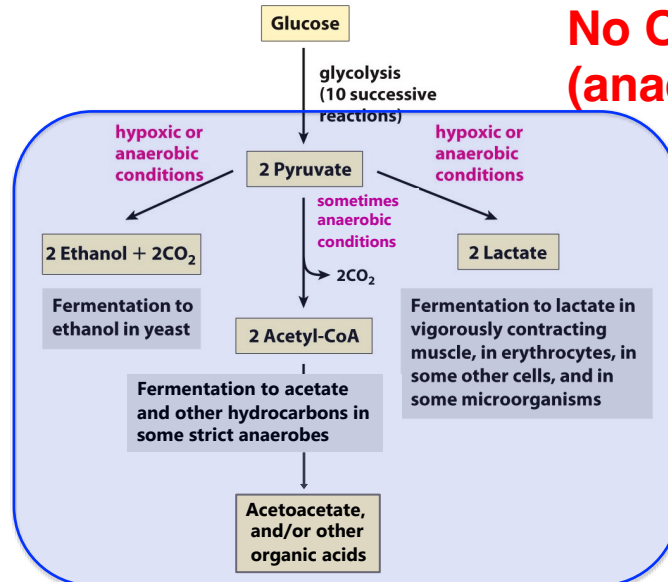 Glucose
No
glycolysis
(10 successive
reactions)
hypoxic or
anaerobic
conditions
2 Pyruvate
hypoxic or
anaerobic
conditions
sometimes
anaerobic
conditions
2 Ethanol + 2CO₂
2CO₂
2 Lactate
Fermentation to
ethanol in yeast
2 Acetyl-CoA
Fermentation to lactate in
vigorously contracting
muscle, in erythrocytes, in
some other cells, and in
some microorganisms
Fermentation to acetate
and other hydrocarbons in
some strict anaerobes
Acetoacetate,
and/or other
organic acids